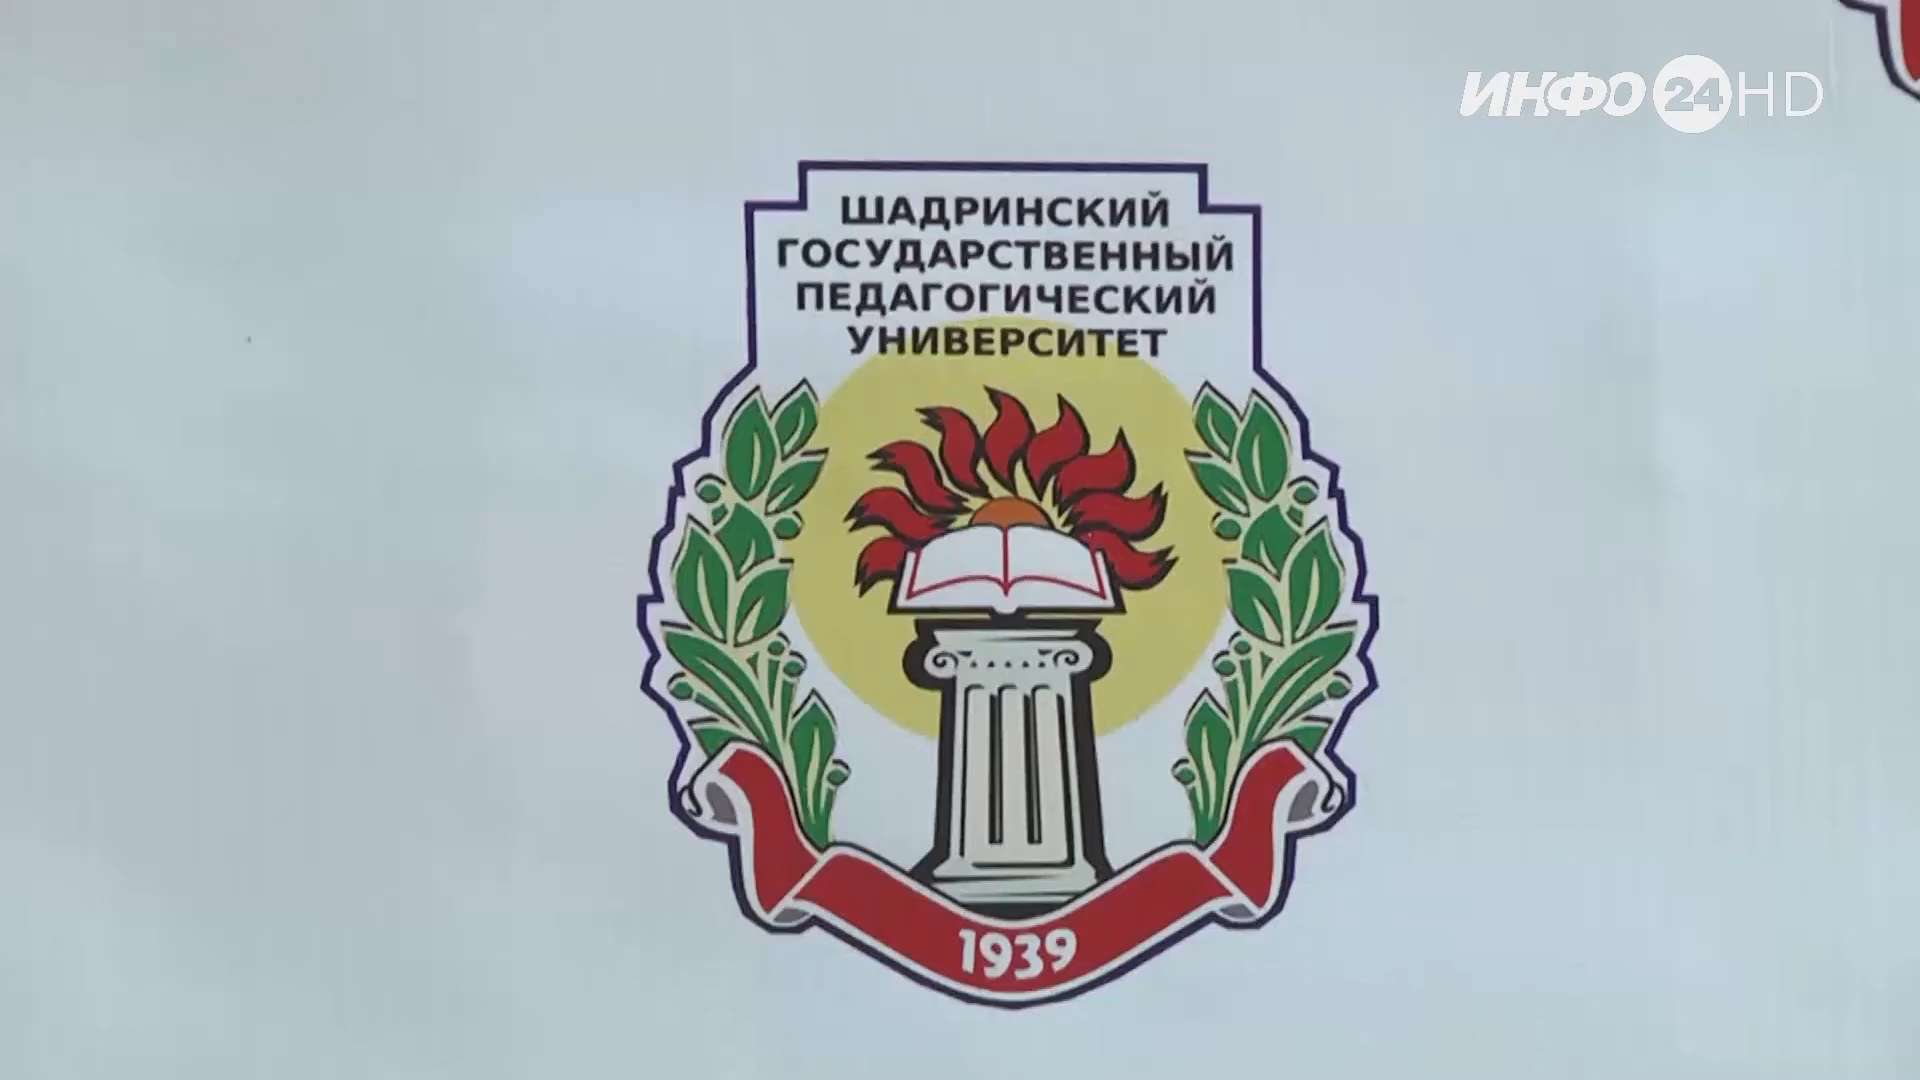 ИНФО 24 HD
ШАДРИНСКИЙ
ГОСУДАРСТВЕННЫЙ
ПЕДАГОГИЧЕСКИЙ
УНИВЕРСИТЕТ
1939